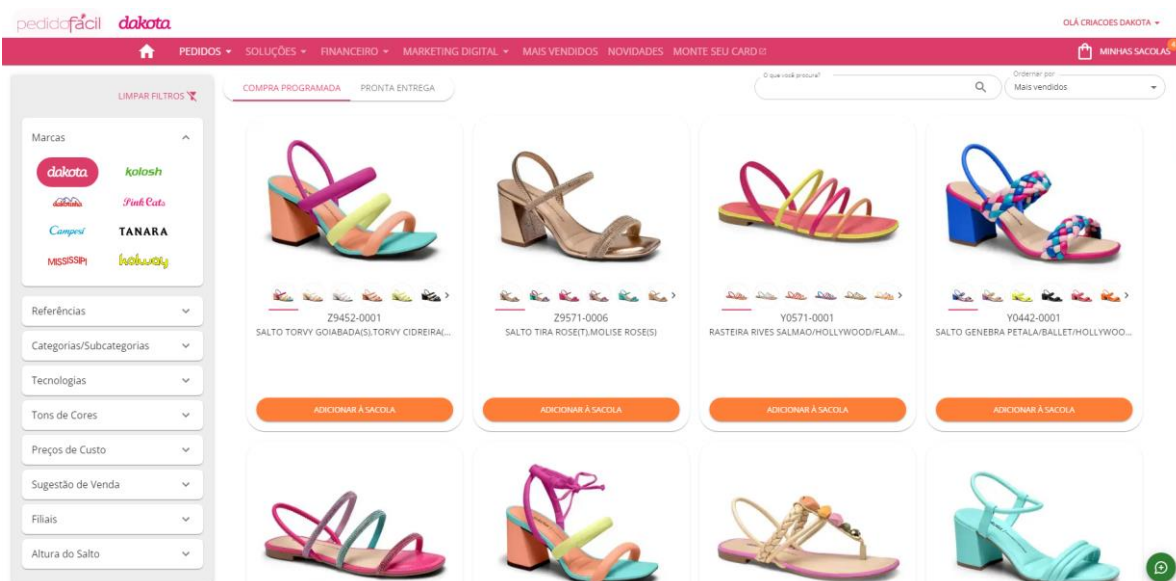 pedidofácil dakota
OLÁ CRIACOES DAKOTA
PEDIDOS SOLUÇÕES FINANCEIRO MARKETING DIGITAL MAIS VENDIDOS NOVIDADES MONTE SEU CARD
MINHAS SACOLAS
LIMPAR FILTROS
COMPRA PROGRAMADA PRONTA ENTREGA
O que você procura?
Ordernar por
Mais vendidos
Marcas
dakota kolosh
dakotinha Pink Cats
Campesí TANARA
MISSISSIPI holway
Referências
Categorias/Subcategorias
Tecnologias
Tons de Cores
Preços de Custo
Sugestão de Venda
Filiais
Altura do Salto
Z9452-0001
SALTO TORVY GOIABADA(S),TORVY CIDREIRA(...
ADICIONAR À SACOLA
Z9571-0006
SALTO TIRA ROSE(T),MOLISE ROSE(S)
ADICIONAR À SACOLA
Y0571-0001
RASTEIRA RIVES SALMAO/HOLLYWOOD/FLAM...
ADICIONAR À SACOLA
Y0442-0001
SALTO GENEBRA PETALA/BALLET/HOLLYWOO...
ADICIONAR À SACOLA